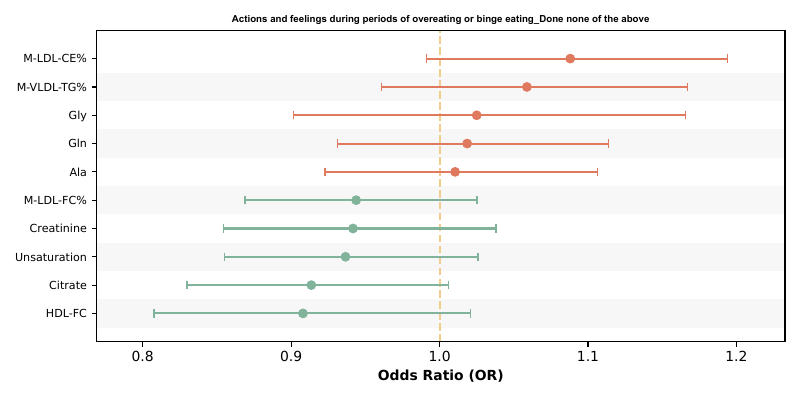 Actions and feelings during periods of overeating or binge eating_Done none of the above
M-LDL-CE%
M-VLDL-TG%
Gly
Gln
Ala
M-LDL-FC%
Creatinine
Unsaturation
Citrate
HDL-FC
0.8 0.9 1.0 1.1 1.2
Odds Ratio (OR)